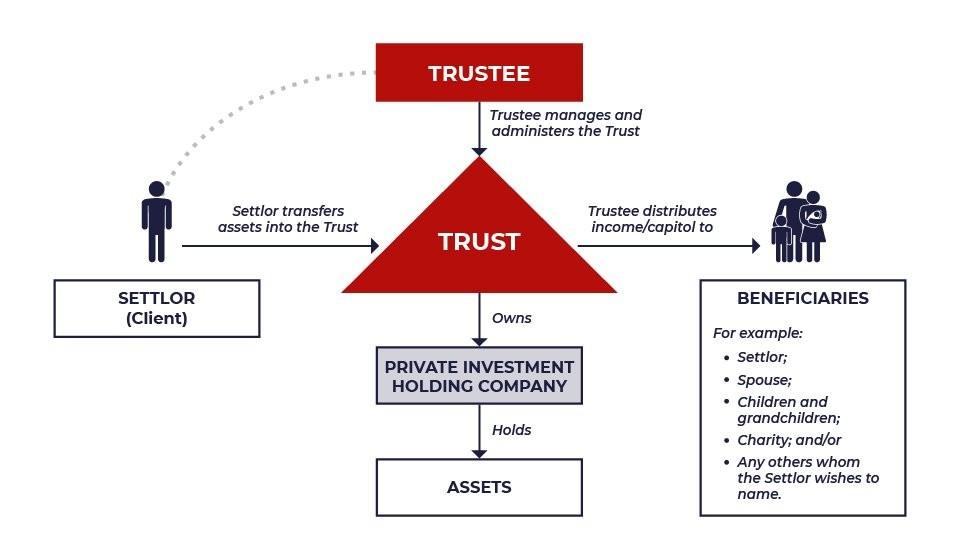 TRUSTEE
Trustee manages and
administers the Trust
Settlor transfers
assets into the Trust
TRUST
Trustee distributes
income/capitol to
SETTLOR
(Client)
Owns
PRIVATE INVESTMENT
HOLDING COMPANY
Holds
ASSETS
BENEFICIARIES
For example:
• Settlor;
• Spouse;
• Children and
grandchildren;
• Charity; and/or
• Any others whom
the Settlor wishes to
name.